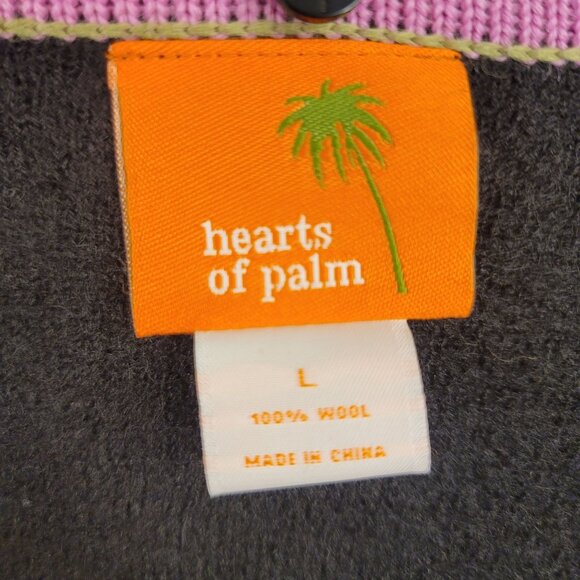 hearts
of palm
L
100% WOOL
MADE IN CHINA